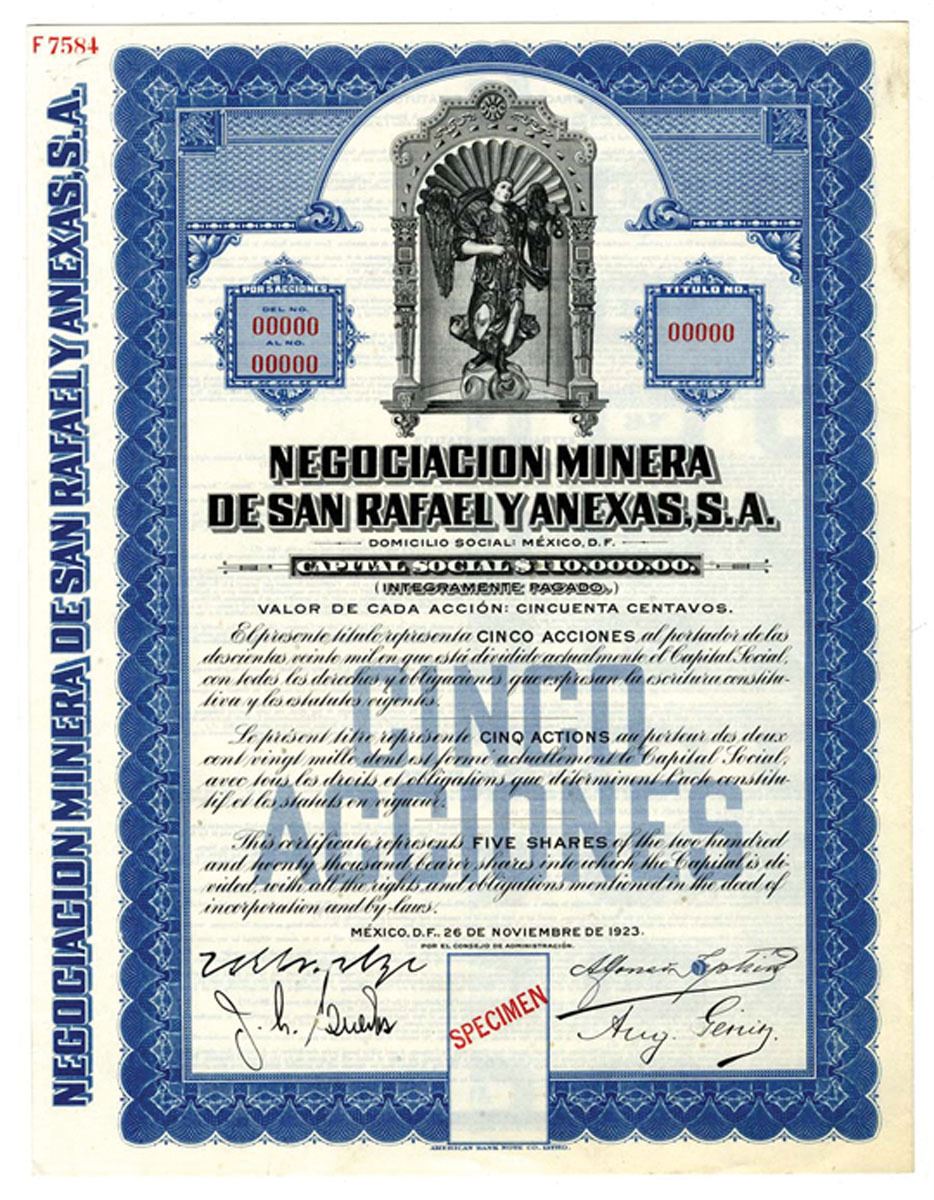 F 7584
NEGOCIACION MINERA DE SAN RAFAEL Y ANEXAS, S.A.
POR 5 ACCIONES
DEL NO.
00000
AL NO.
00000
TITULO NO.
00000
NEGOCIACION MINERA
DE SAN RAFAEL Y ANEXAS, S.A.
DOMICILIO SOCIAL: MÉXICO, D.F.
CAPITAL SOCIAL $110,000.00.
(INTEGRAMENTE PAGADO.)
VALOR DE CADA ACCIÓN: CINCUENTA CENTAVOS.
El presente título representa CINCO ACCIONES, al portador de las
doscientas veinte mil en que está dividido actualmente el Capital Social,
con todos los derechos y obligaciones que expresan la escritura constitu-
tiva y los estatutos vigentes.
Le présent titre représente CINQ ACTIONS au porteur des deux
cent vingt mille dont est formé actuellement le Capital Social,
avec tous les droits et obligations que déterminent l'acte constitu-
tif et les statuts en vigueur.
This certificate represents FIVE SHARES of the two hundred
and twenty thousand bearer shares into which the Capital is di-
vided, with all the rights and obligations mentioned in the deed of
incorporation and by-laws.
CINCO
ACCIONES
MÉXICO, D.F., 26 DE NOVIEMBRE DE 1923.
POR EL CONSEJO DE ADMINISTRACIÓN.
J. h.
Aug. Genin.
SPECIMEN
AMERICAN BANK NOTE CO.